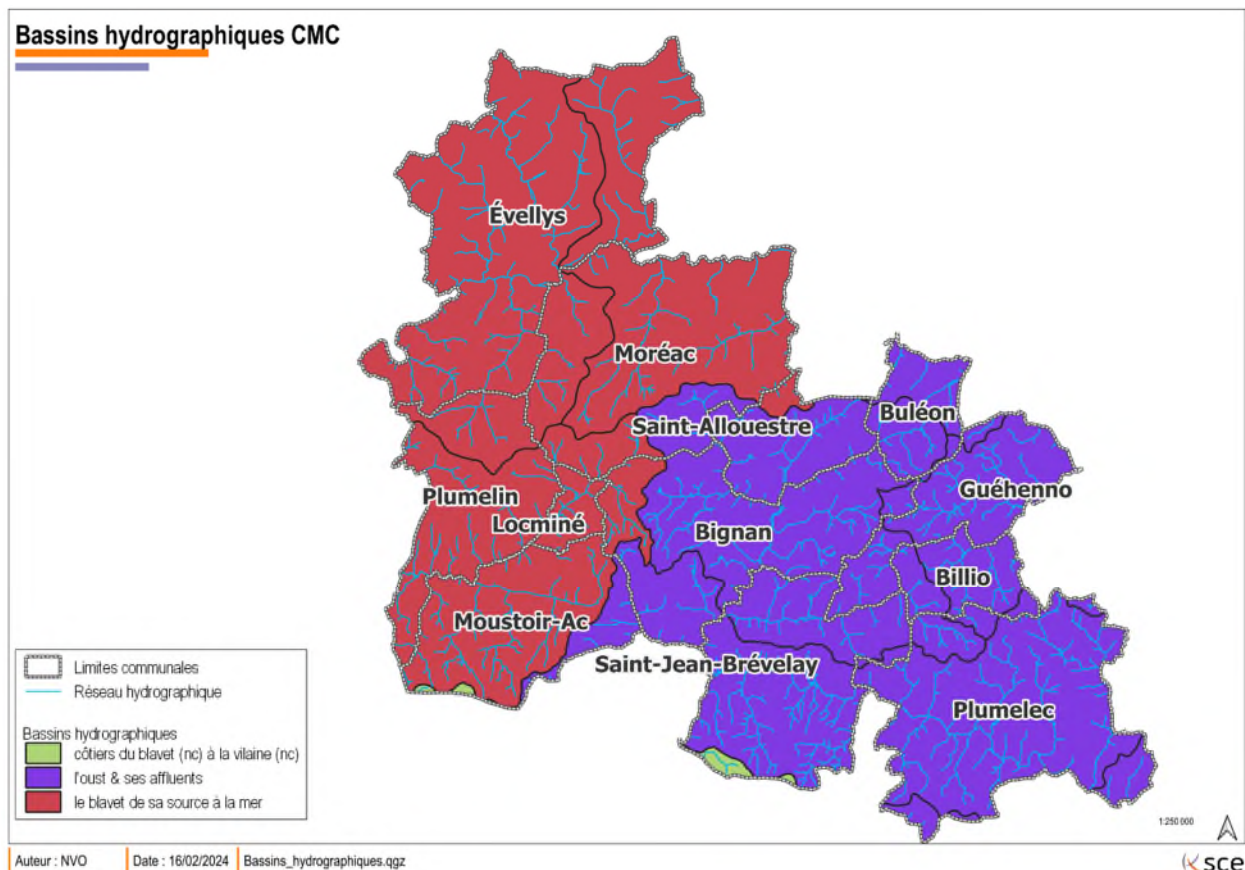 Bassins hydrographiques CMC
Évellys
Moréac
Buléon
Saint-Allouestre
Guéhenno
Plumelin
Locminé
Bignan
Billio
Moustoir-Ac
Saint-Jean-Brévelay
Plumelec
Limites communales
Réseau hydrographique
Bassins hydrographiques
côtiers du blavet (nc) à la vilaine (nc)
l'oust & ses affluents
le blavet de sa source à la mer
1:250 000
Auteur : NVO
Date : 16/02/2024
Bassins_hydrographiques.qgz
sce